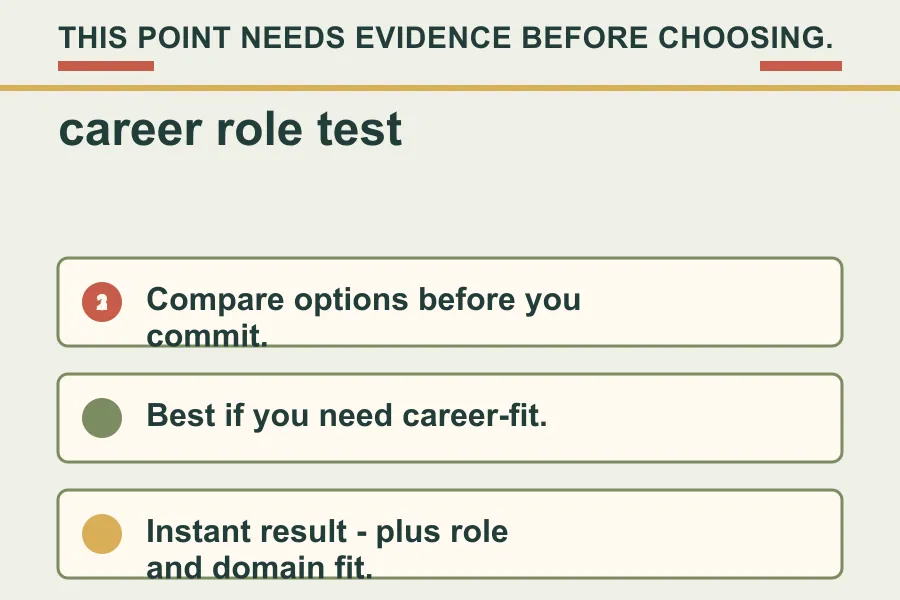 THIS POINT NEEDS EVIDENCE BEFORE CHOOSING.
career role test
Compare options before you
commit.
Best if you need career-fit.
Instant result - plus role
and domain fit.